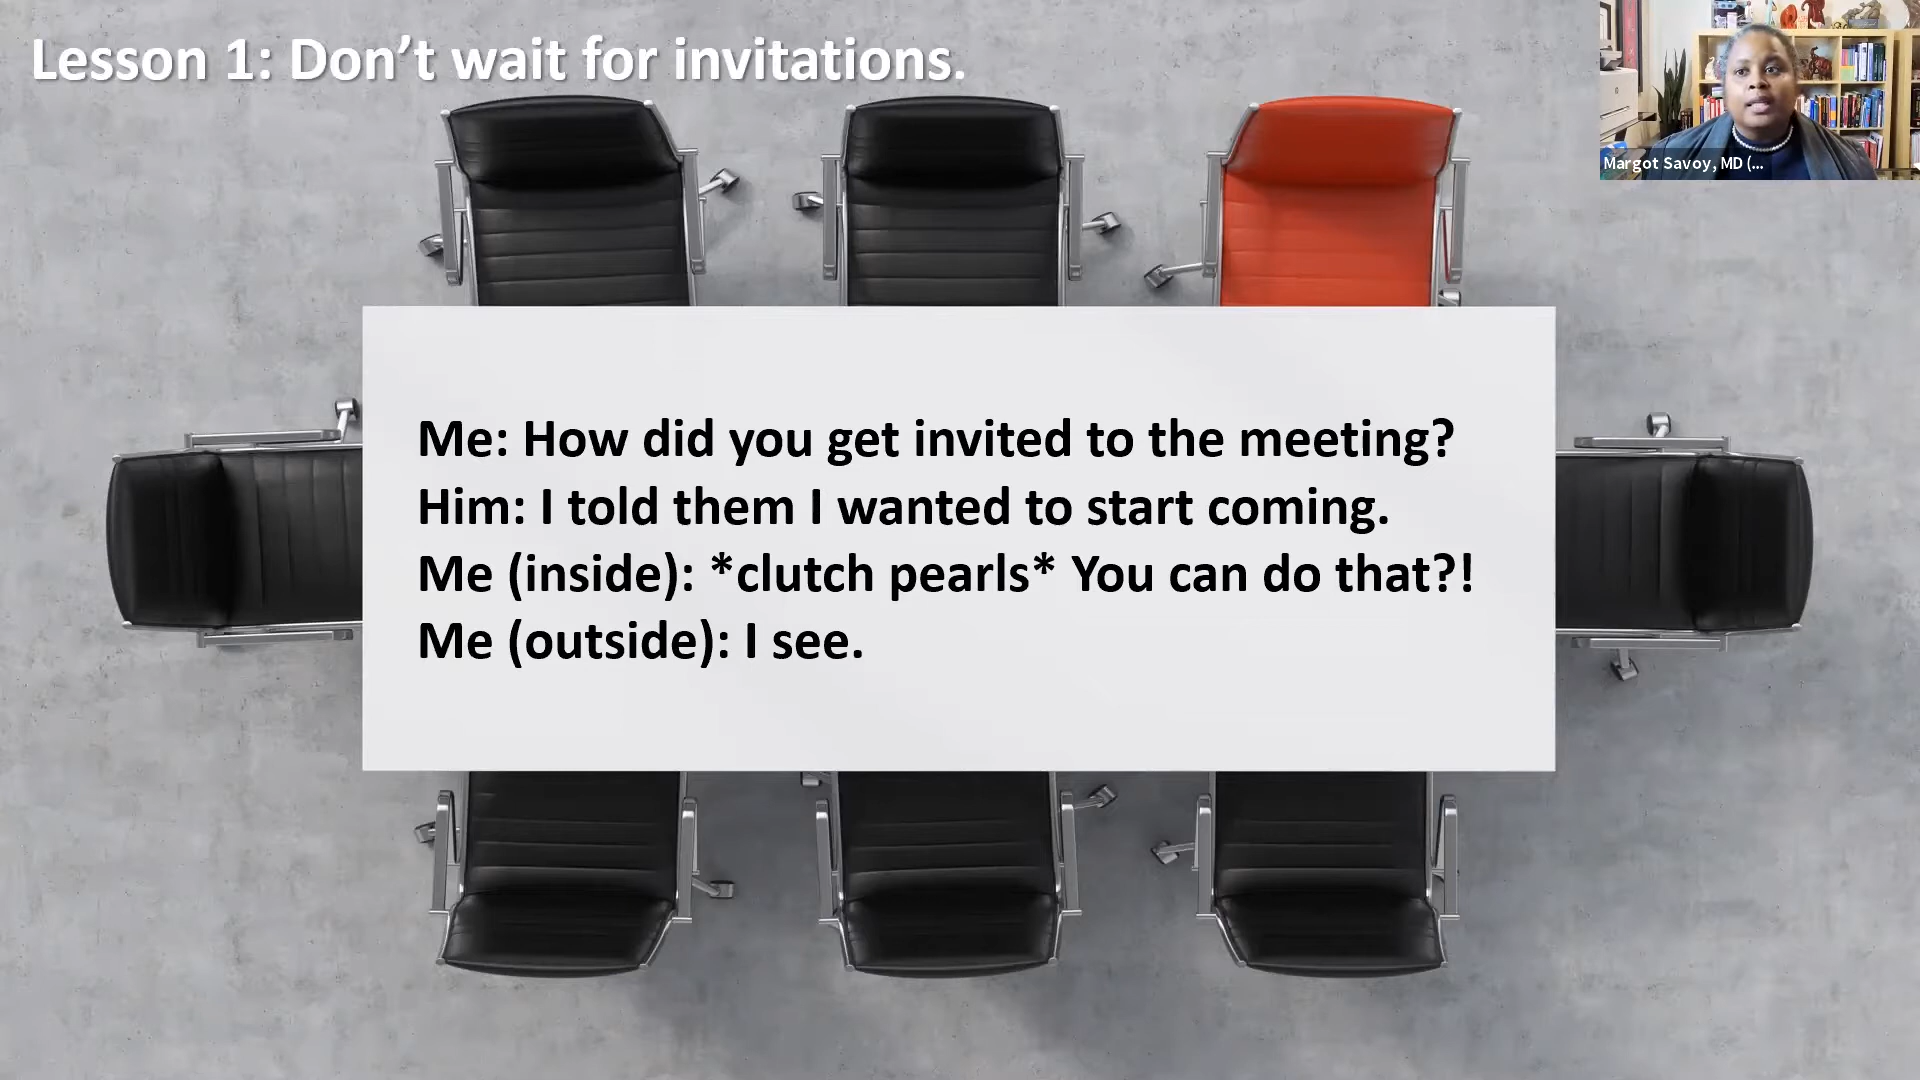 Lesson 1: Don’t wait for invitations.
Margot Savoy, MD (...
Me: How did you get invited to the meeting?
Him: I told them I wanted to start coming.
Me (inside): *clutch pearls* You can do that?!
Me (outside): I see.